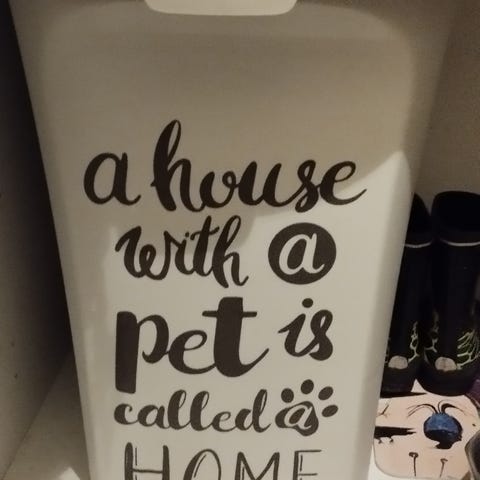 a house
with a
pet is
called a
HOME